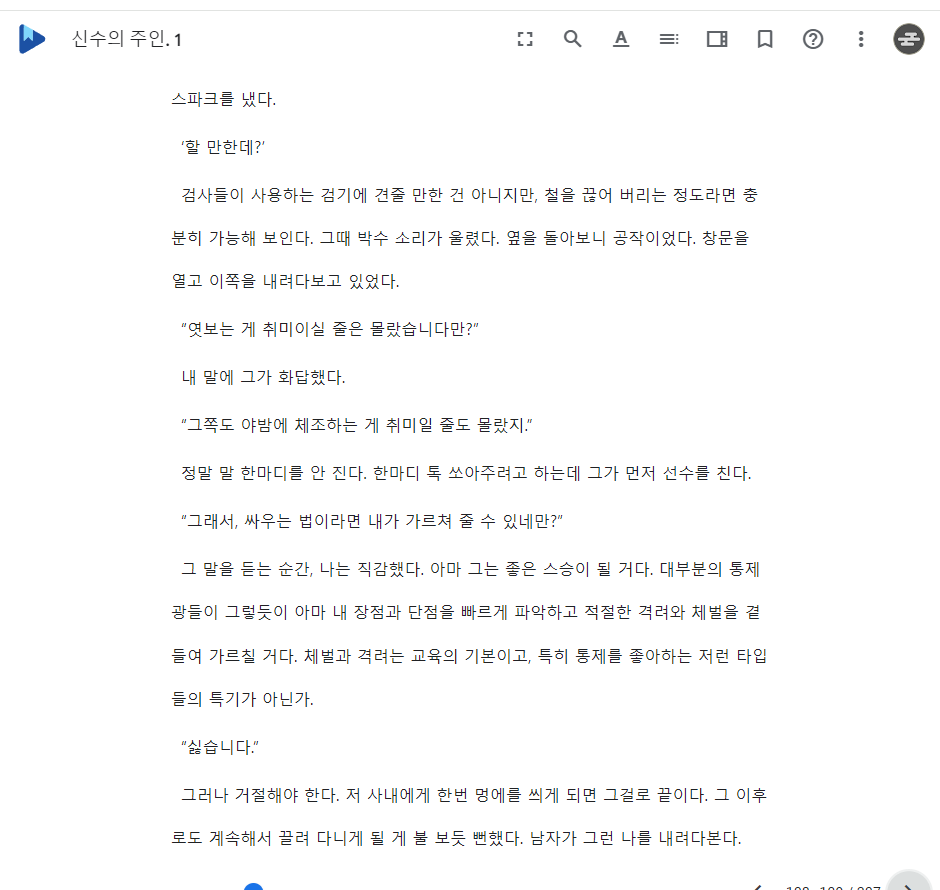 신수의 주인. 1
스파크를 냈다.
‘할 만한데?’
검사들이 사용하는 검기에 견줄 만한 건 아니지만, 철을 끊어 버리는 정도라면 충
분히 가능해 보인다. 그때 박수 소리가 울렸다. 옆을 돌아보니 공작이었다. 창문을
열고 이쪽을 내려다보고 있었다.
“엿보는 게 취미이실 줄은 몰랐습니다만?”
내 말에 그가 화답했다.
“그쪽도 야밤에 체조하는 게 취미일 줄도 몰랐지.”
정말 말 한마디를 안 진다. 한마디 톡 쏘아주려고 하는데 그가 먼저 선수를 친다.
“그래서, 싸우는 법이라면 내가 가르쳐 줄 수 있네만?”
그 말을 듣는 순간, 나는 직감했다. 아마 그는 좋은 스승이 될 거다. 대부분의 통제
광들이 그렇듯이 아마 내 장점과 단점을 빠르게 파악하고 적절한 격려와 체벌을 곁
들여 가르칠 거다. 체벌과 격려는 교육의 기본이고, 특히 통제를 좋아하는 저런 타입
들의 특기가 아닌가.
“싫습니다.”
그러나 거절해야 한다. 저 사내에게 한번 멍에를 씌게 되면 그걸로 끝이다. 그 이후
로도 계속해서 끌려 다니게 될 게 불 보듯 뻔했다. 남자가 그런 나를 내려다본다.